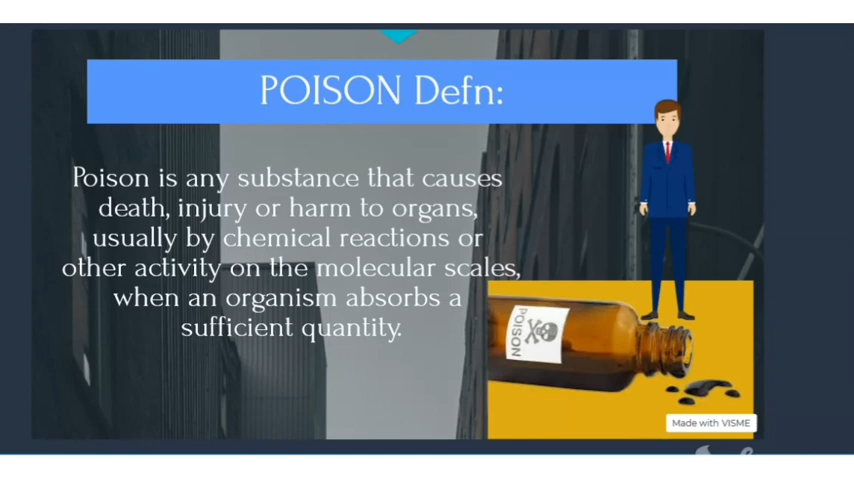 POISON Defn:
Poison is any substance that causes
death, injury or harm to organs,
usually by chemical reactions or
other activity on the molecular scales,
when an organism absorbs a
sufficient quantity.
POISON
Made with VISME